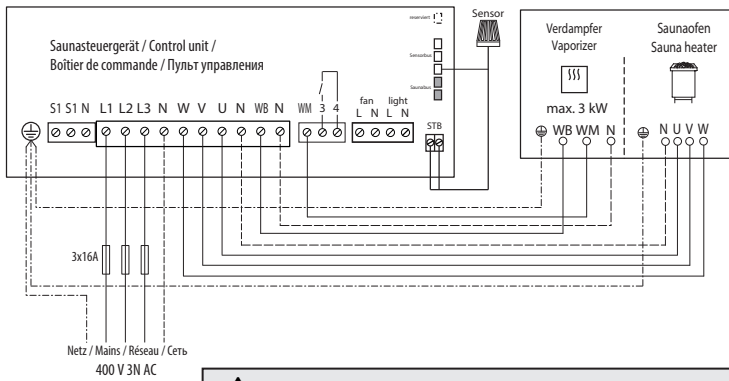 reserviert
Sensor
Sensorbus
Saunabus
Saunasteuergerät / Control unit /
Boîtier de commande / Пульт управления
S1 S1 N L1 L2 L3 N W V U N WB N WM 3 4
fan light
L N L N
STB
Verdampfer
Vaporizer
max. 3 kW
WB WM N
Saunaofen
Sauna heater
N U V W
3x16A
Netz / Mains / Réseau / Сеть
400 V 3N AC